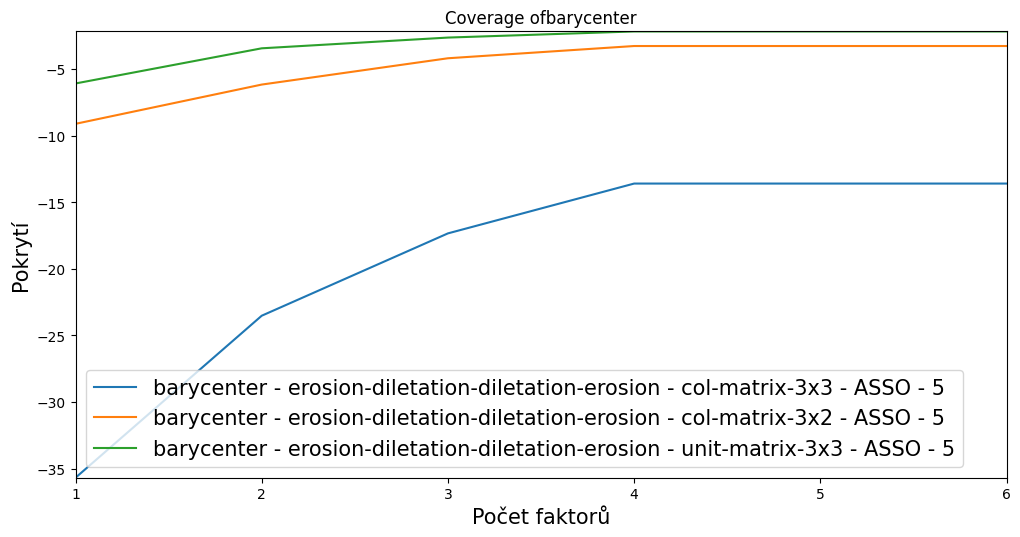 Coverage ofbarycenter
Pokrytí
−5
−10
−15
−20
−25
−30
−35
barycenter - erosion-diletation-diletation-erosion - col-matrix-3x3 - ASSO - 5
barycenter - erosion-diletation-diletation-erosion - col-matrix-3x2 - ASSO - 5
barycenter - erosion-diletation-diletation-erosion - unit-matrix-3x3 - ASSO - 5
1 2 3 4 5 6
Počet faktorů